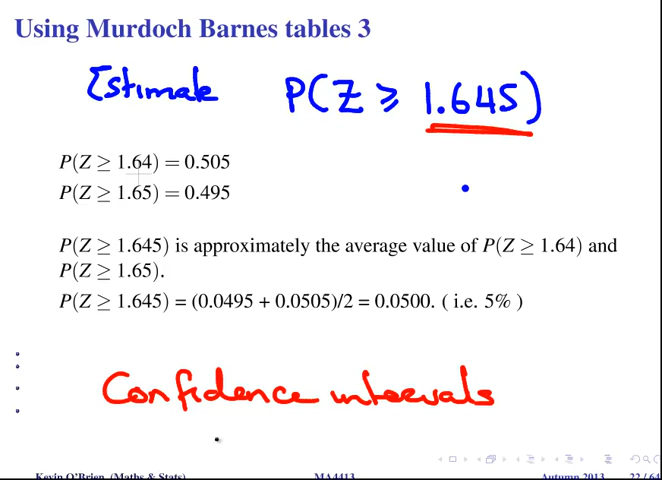 Using Murdoch Barnes tables 3
Estimate P(Z ≥ 1.645)
P(Z ≥ 1.64) = 0.505
P(Z ≥ 1.65) = 0.495
P(Z ≥ 1.645) is approximately the average value of P(Z ≥ 1.64) and
P(Z ≥ 1.65).
P(Z ≥ 1.645) = (0.0495 + 0.0505)/2 = 0.0500. ( i.e. 5% )
Confidence intervals
Kevin O'Brien (Maths & Stats) MA4413 Autumn 2013 22 / 64